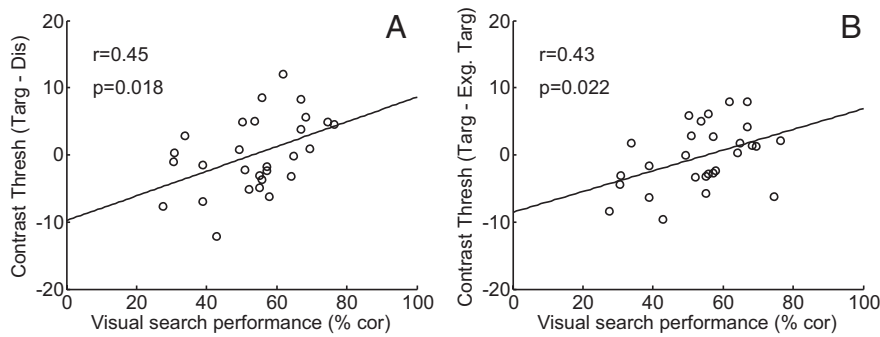 A
r=0.45
p=0.018
Contrast Thresh (Targ - Dis)
20
10
0
-10
-20
0 20 40 60 80 100
Visual search performance (% cor)
B
r=0.43
p=0.022
Contrast Thresh (Targ - Exg. Targ)
20
10
0
-10
-20
0 20 40 60 80 100
Visual search performance (% cor)